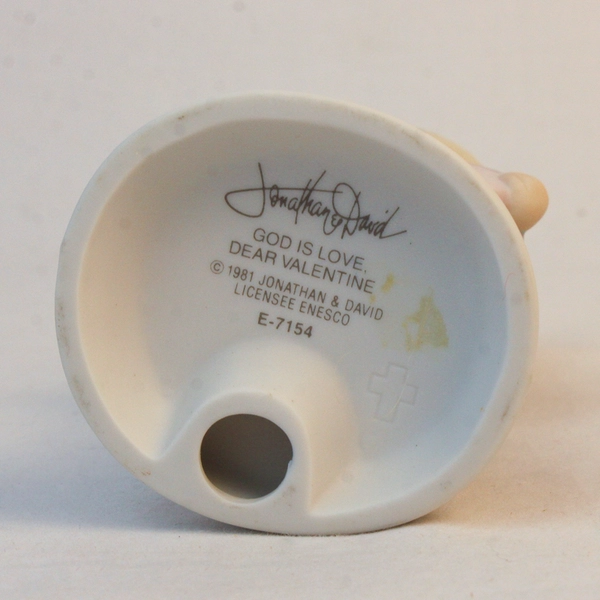 Jonathan & David
GOD IS LOVE,
DEAR VALENTINE
© 1981 JONATHAN & DAVID
LICENSEE ENESCO
E-7154